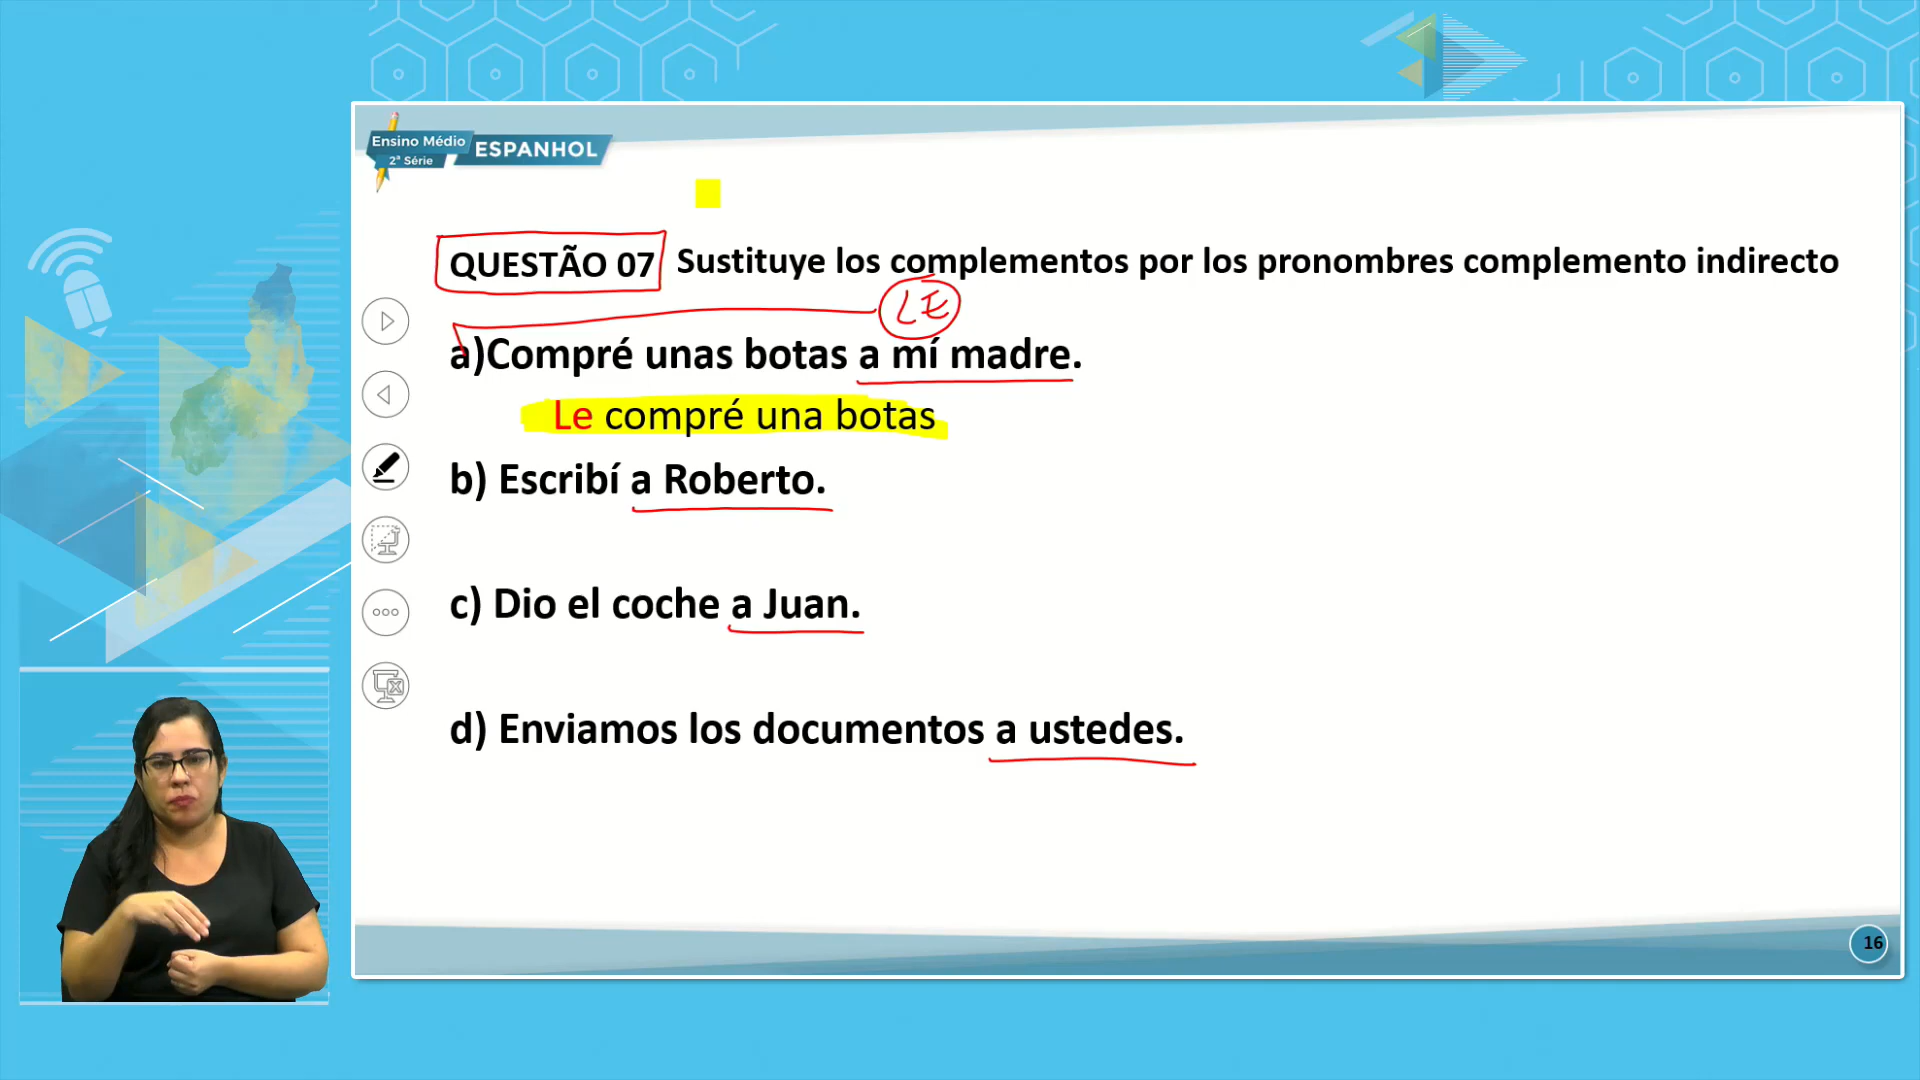 Ensino Médio
2ª Série
ESPANHOL
QUESTÃO 07 Sustituye los complementos por los pronombres complemento indirecto
LE
a)Compré unas botas a mí madre.
Le compré una botas
b) Escribí a Roberto.
c) Dio el coche a Juan.
d) Enviamos los documentos a ustedes.
16